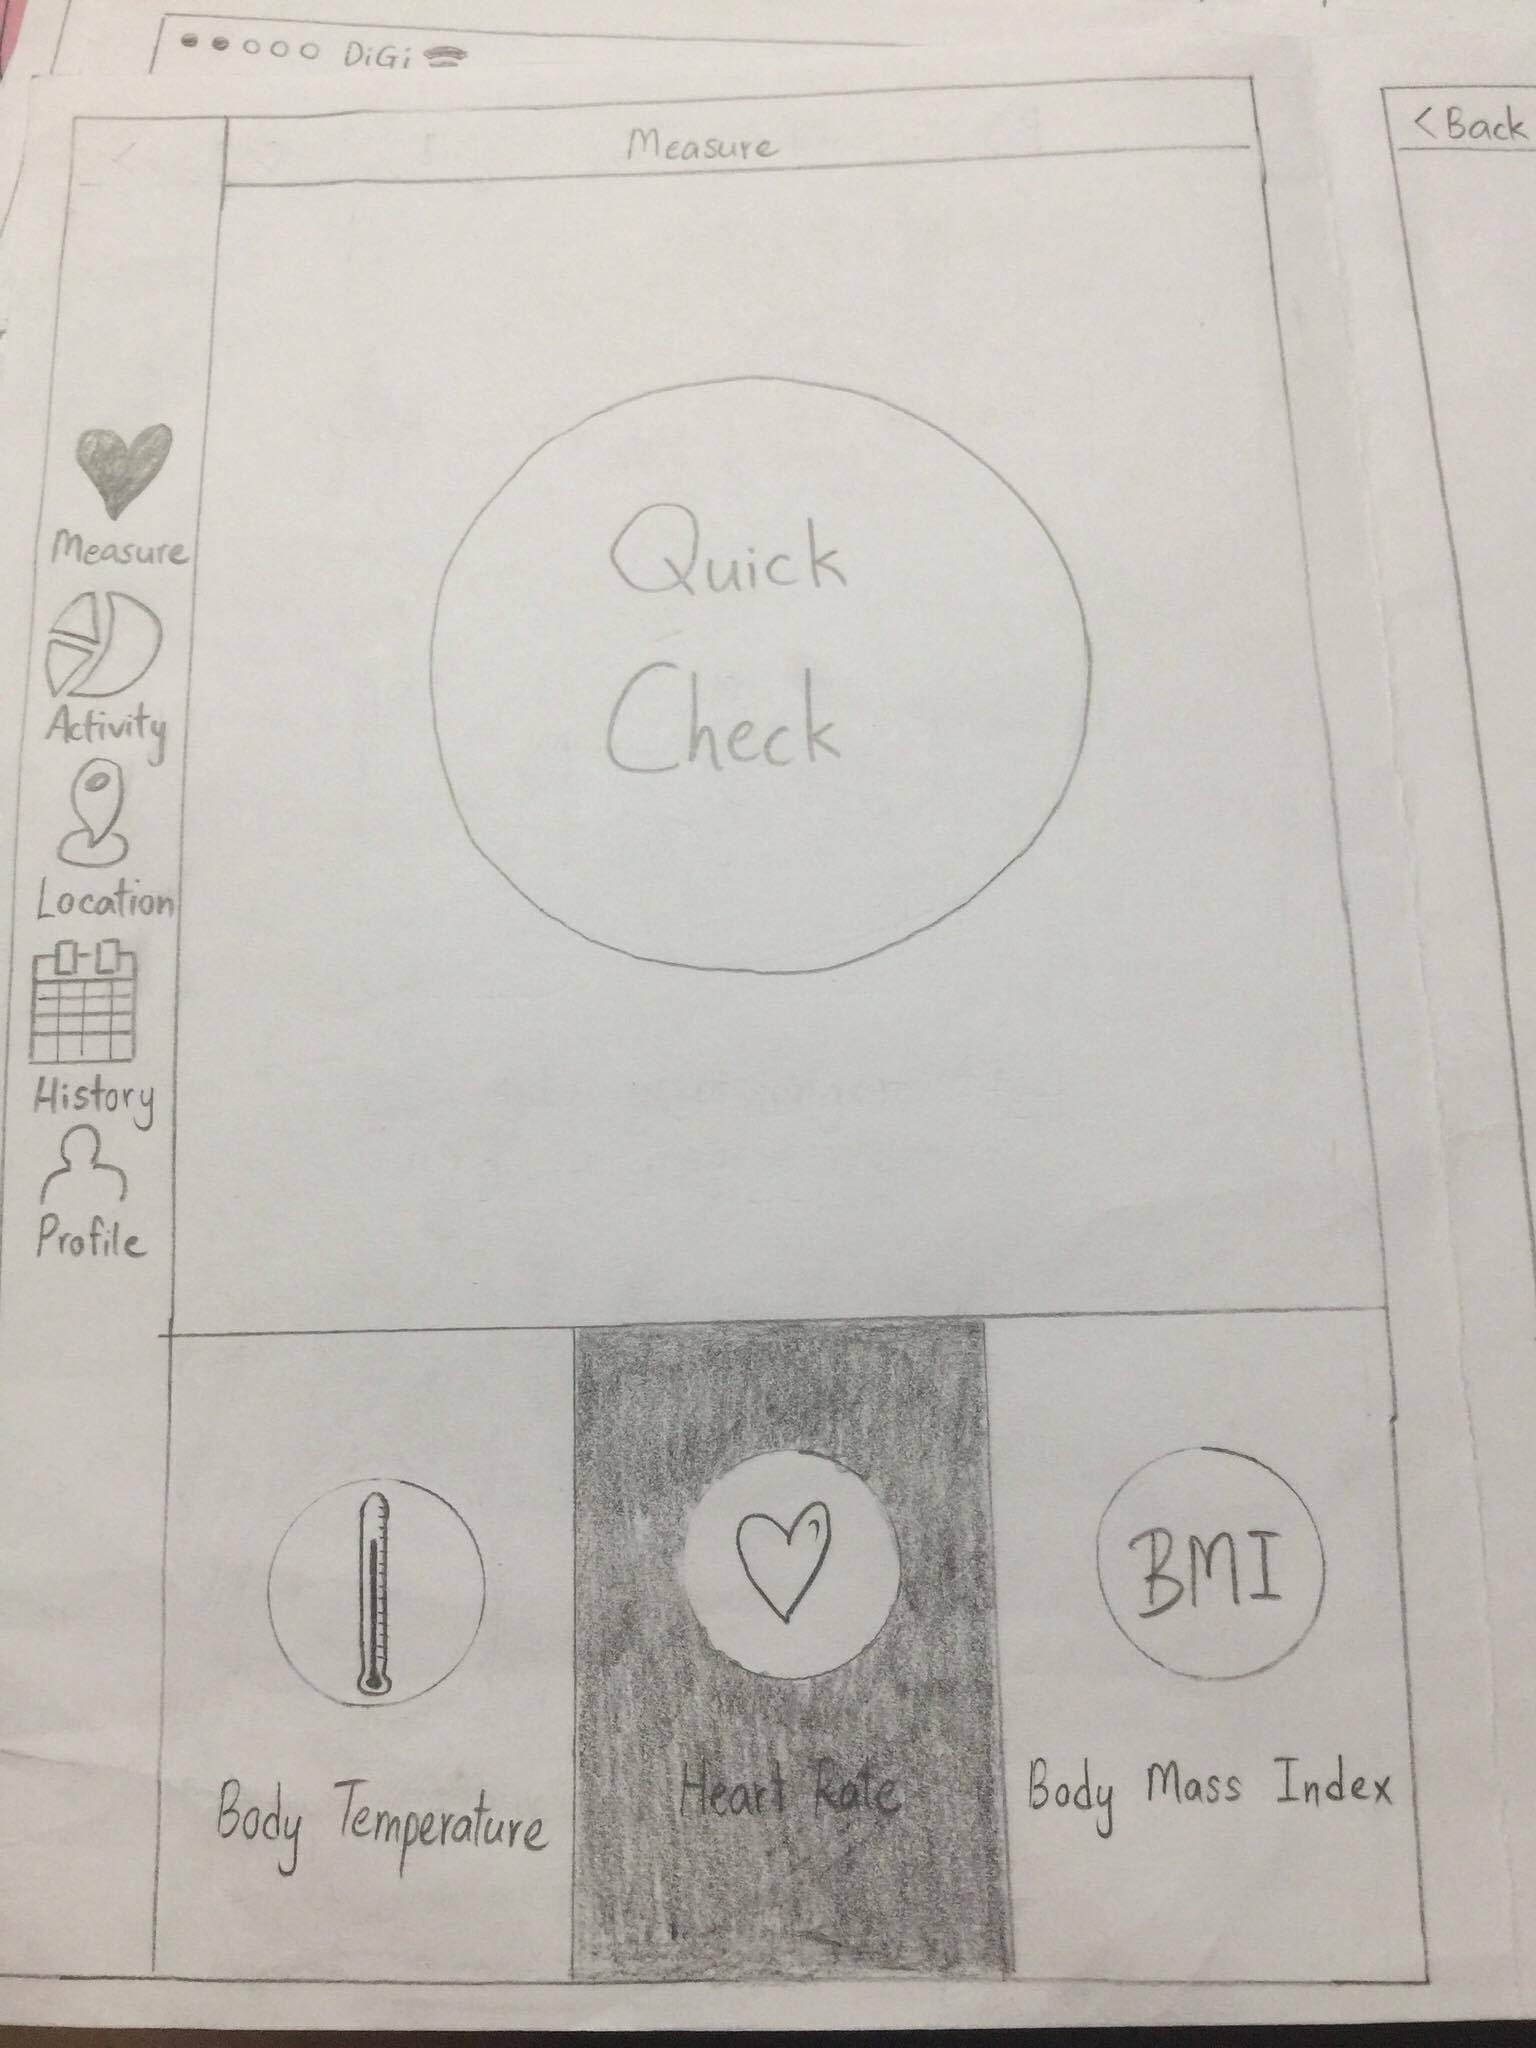 DiGi
Measure
< Back
Quick
Check
Measure
Activity
Location
History
Profile
BMI
Body Temperature
Heart Rate
Body Mass Index